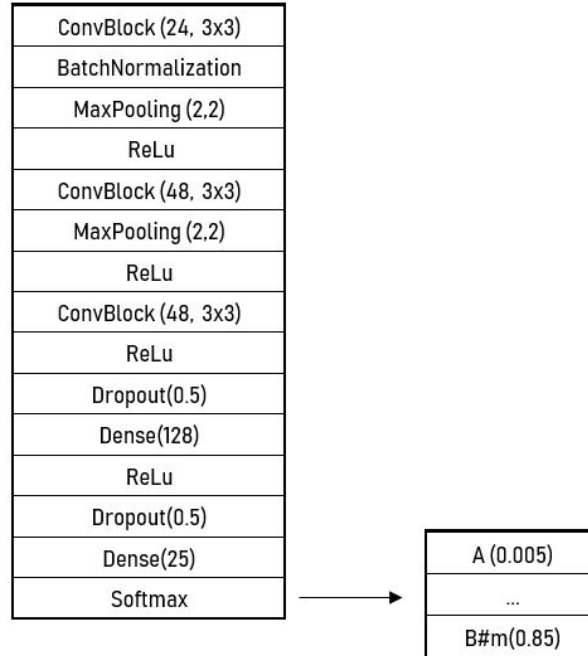 ConvBlock (24, 3x3)
BatchNormalization
MaxPooling (2,2)
ReLu
ConvBlock (48, 3x3)
MaxPooling (2,2)
ReLu
ConvBlock (48, 3x3)
ReLu
Dropout(0.5)
Dense(128)
ReLu
Dropout(0.5)
Dense(25)
Softmax
A (0.005)
...
B#m(0.85)